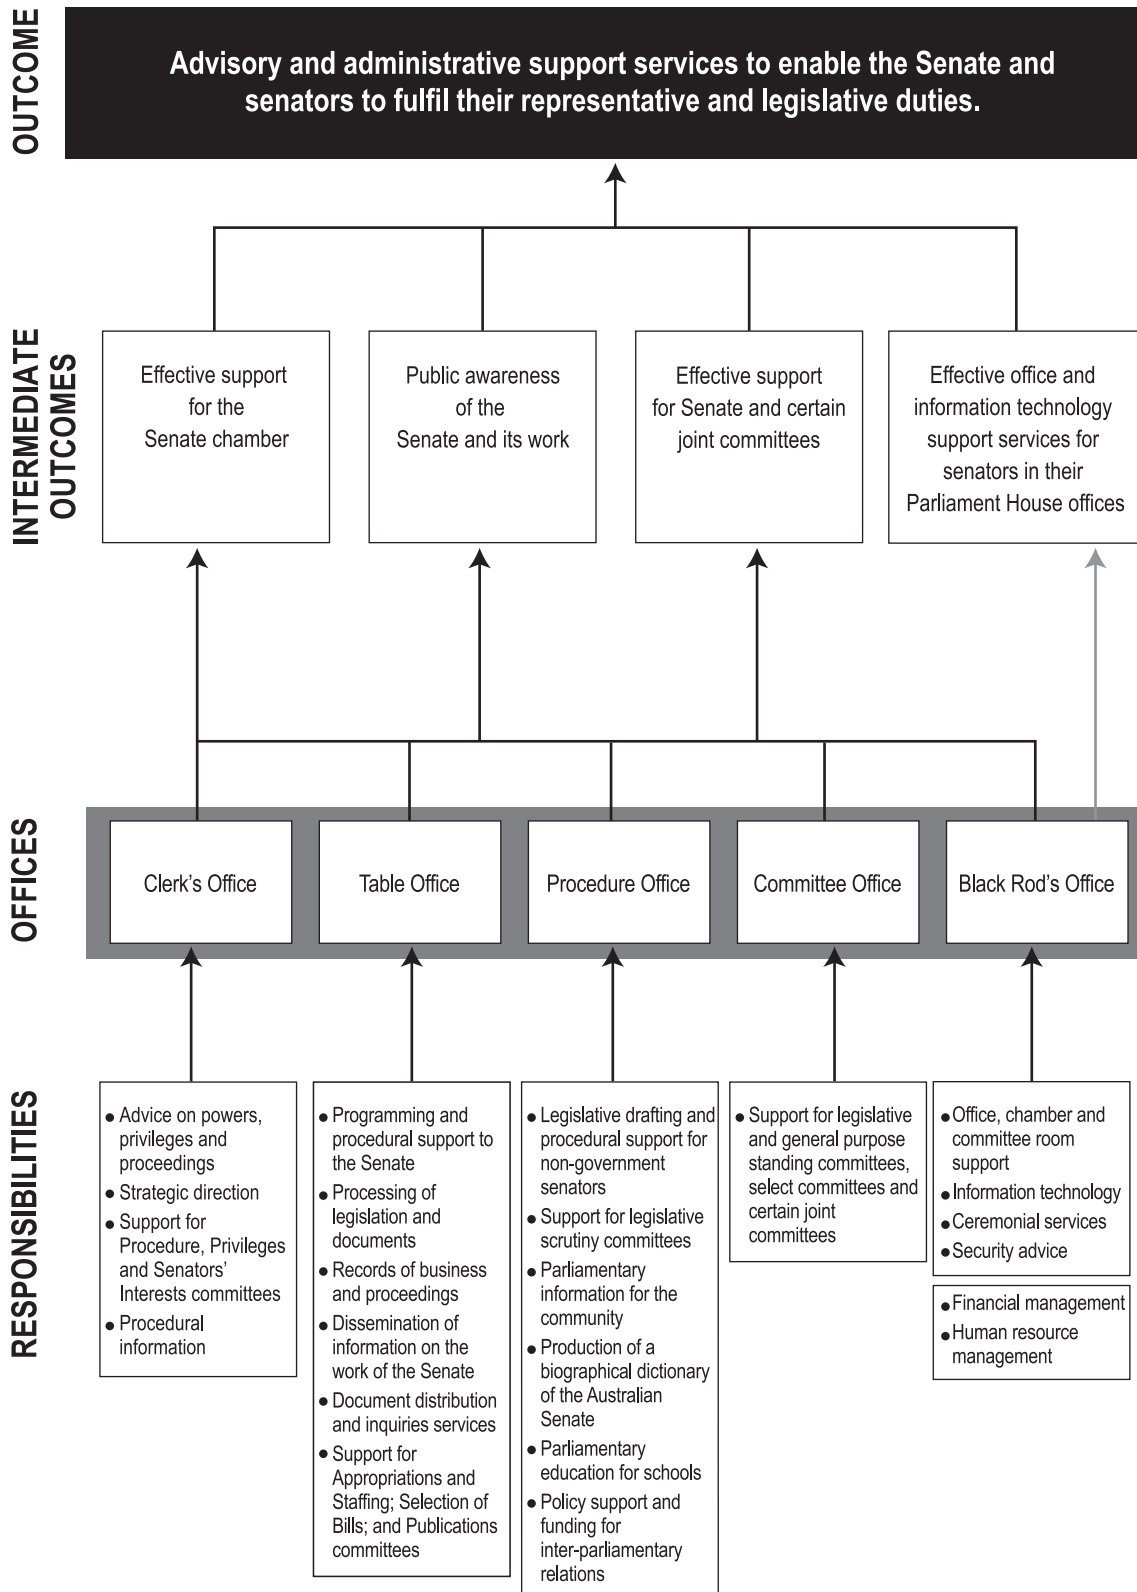 OUTCOME
Advisory and administrative support services to enable the Senate and
senators to fulfil their representative and legislative duties.
INTERMEDIATE
OUTCOMES
Effective support
for the
Senate chamber
Public awareness
of the
Senate and its work
Effective support
for Senate and certain
joint committees
Effective office and
information technology
support services for
senators in their
Parliament House offices
OFFICES
Clerk's Office
Table Office
Procedure Office
Committee Office
Black Rod's Office
RESPONSIBILITIES
• Advice on powers,
privileges and
proceedings
• Strategic direction
• Support for
Procedure, Privileges
and Senators'
Interests committees
• Procedural
information
• Programming and
procedural support to
the Senate
• Processing of
legislation and
documents
• Records of business
and proceedings
• Dissemination of
information on the
work of the Senate
• Document distribution
and inquiries services
• Support for
Appropriations and
Staffing; Selection of
Bills; and Publications
committees
• Legislative drafting and
procedural support for
non-government
senators
• Support for legislative
scrutiny committees
• Parliamentary
information for the
community
• Production of a
biographical dictionary
of the Australian
Senate
• Parliamentary
education for schools
• Policy support and
funding for
inter-parliamentary
relations
• Support for legislative
and general purpose
standing committees,
select committees and
certain joint
committees
• Office, chamber and
committee room
support
• Information technology
• Ceremonial services
• Security advice
• Financial management
• Human resource
management